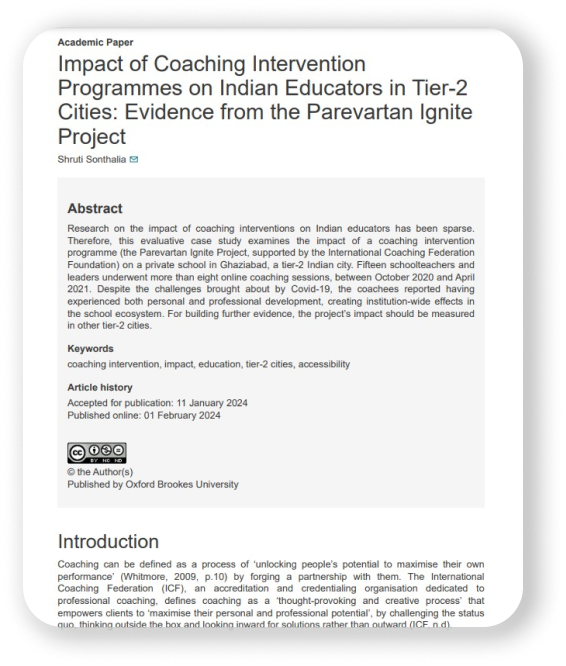 Academic Paper
Impact of Coaching Intervention
Programmes on Indian Educators in Tier-2
Cities: Evidence from the Parevartan Ignite
Project
Shruti Sonthalia
Abstract
Research on the impact of coaching interventions on Indian educators has been sparse.
Therefore, this evaluative case study examines the impact of a coaching intervention
programme (the Parevartan Ignite Project, supported by the International Coaching Federation
Foundation) on a private school in Ghaziabad, a tier-2 Indian city. Fifteen schoolteachers and
leaders underwent more than eight online coaching sessions, between October 2020 and April
2021. Despite the challenges brought about by Covid-19, the coachees reported having
experienced both personal and professional development, creating institution-wide effects in
the school ecosystem. For building further evidence, the project's impact should be measured
in other tier-2 cities.
Keywords
coaching intervention, impact, education, tier-2 cities, accessibility
Article history
Accepted for publication: 11 January 2024
Published online: 01 February 2024
cc
BY NC ND
© the Author(s)
Published by Oxford Brookes University
Introduction
Coaching can be defined as a process of 'unlocking people's potential to maximise their own
performance' (Whitmore, 2009, p.10) by forging a partnership with them. The International
Coaching Federation (ICF), an accreditation and credentialing organisation dedicated to
professional coaching, defines coaching as a 'thought-provoking and creative process' that
empowers clients to 'maximise their personal and professional potential', by challenging the status
quo, thinking outside the box and looking inward for solutions rather than outward (ICF, n.d).